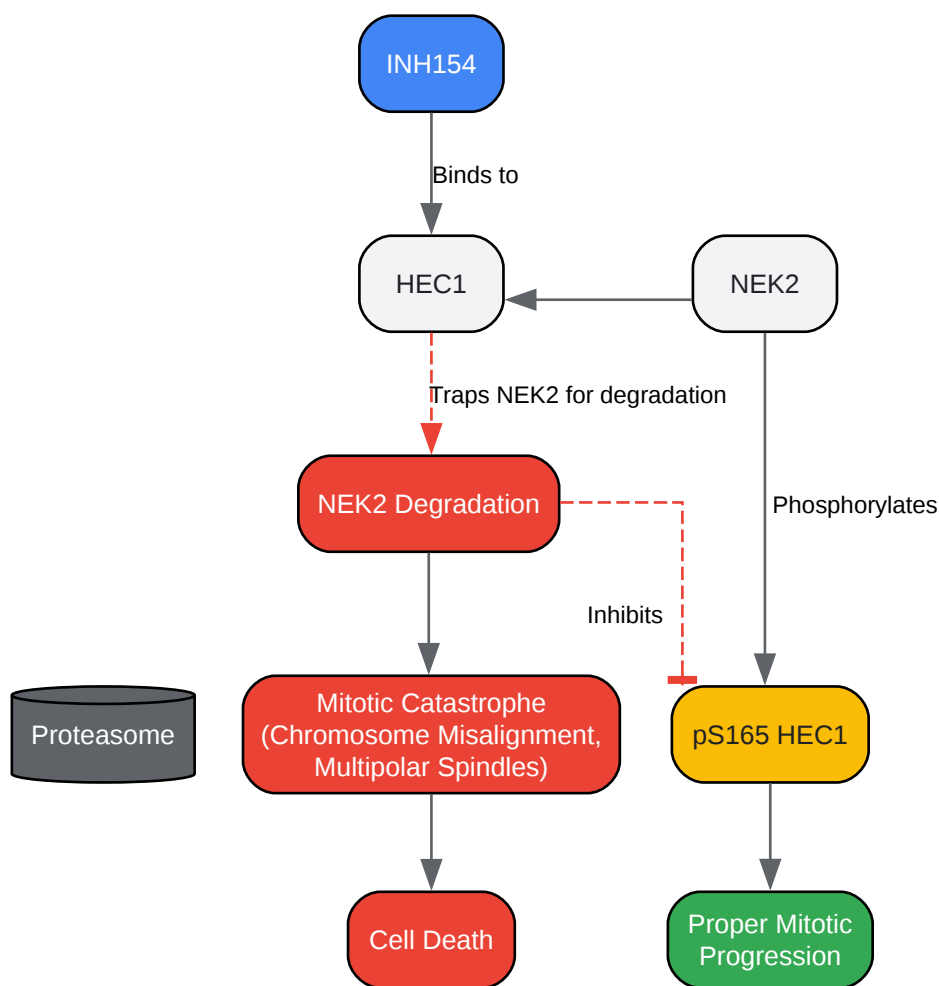 INH154
Binds to
HEC1
NEK2
Traps NEK2 for degradation
NEK2 Degradation
Phosphorylates
Inhibits
Proteasome
Mitotic Catastrophe
(Chromosome Misalignment,
Multipolar Spindles)
pS165 HEC1
Cell Death
Proper Mitotic
Progression